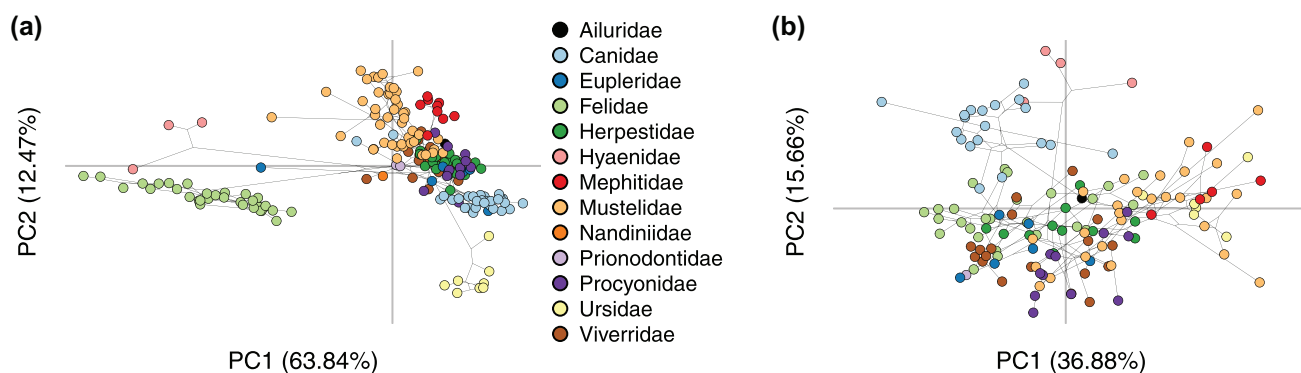 (a)
PC2 (12.47%)
PC1 (63.84%)
Ailuridae
Canidae
Eupleridae
Felidae
Herpestidae
Hyaenidae
Mephitidae
Mustelidae
Nandiniidae
Prionodontidae
Procyonidae
Ursidae
Viverridae
(b)
PC2 (15.66%)
PC1 (36.88%)